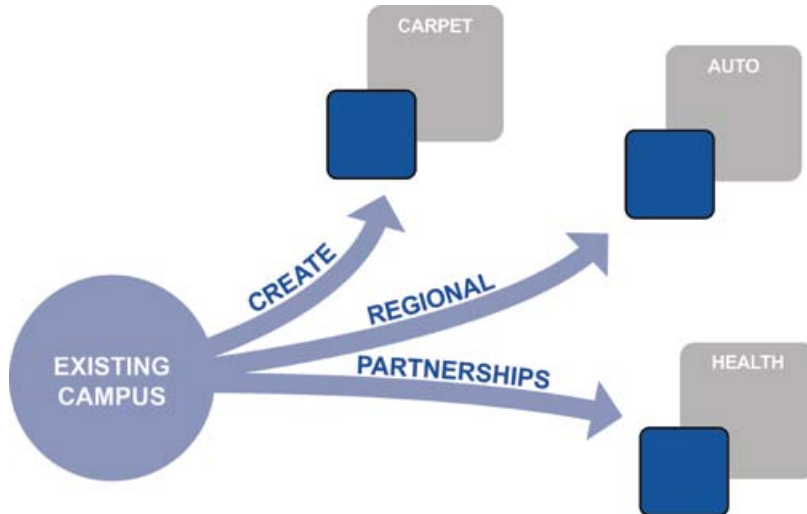 CARPET
AUTO
CREATE
REGIONAL
PARTNERSHIPS
HEALTH
EXISTING
CAMPUS